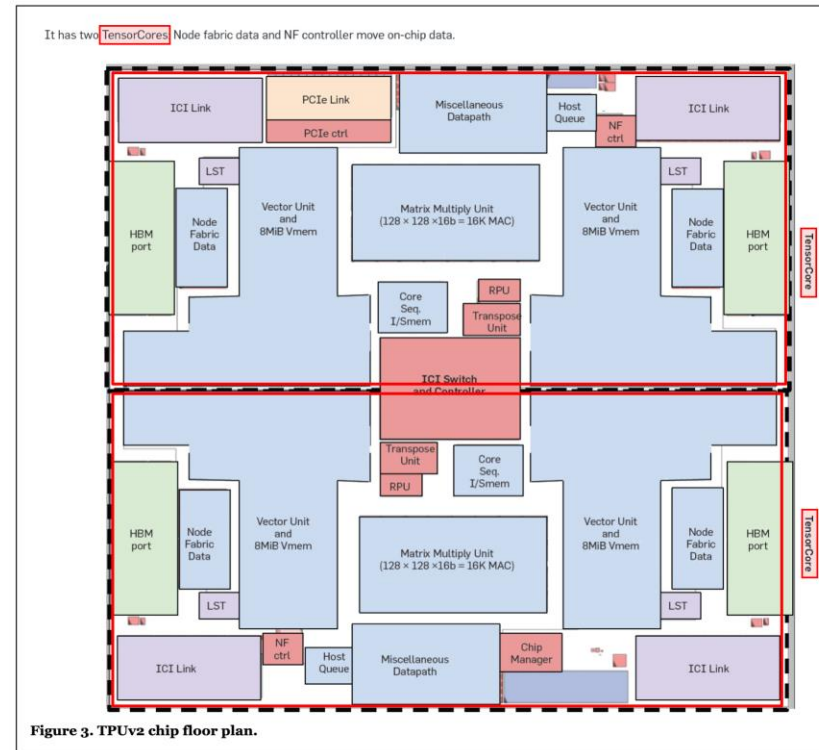 It has two TensorCores. Node fabric data and NF controller move on-chip data.
ICI Link
PCIe Link
PCIe ctrl
Miscellaneous
Datapath
Host
Queue
NF
ctrl
ICI Link
LST
LST
HBM
port
Node
Fabric
Data
Vector Unit
and
8MiB Vmem
Matrix Multiply Unit
(128 × 128 ×16b = 16K MAC)
Vector Unit
and
8MiB Vmem
Node
Fabric
Data
HBM
port
TensorCore
Core
Seq.
I/Smem
RPU
Transpose
Unit
ICI Switch
and Controller
Transpose
Unit
RPU
Core
Seq.
I/Smem
HBM
port
Node
Fabric
Data
Vector Unit
and
8MiB Vmem
Matrix Multiply Unit
(128 × 128 ×16b = 16K MAC)
Vector Unit
and
8MiB Vmem
Node
Fabric
Data
HBM
port
TensorCore
LST
LST
ICI Link
NF
ctrl
Host
Queue
Miscellaneous
Datapath
Chip
Manager
ICI Link
Figure 3. TPUv2 chip floor plan.